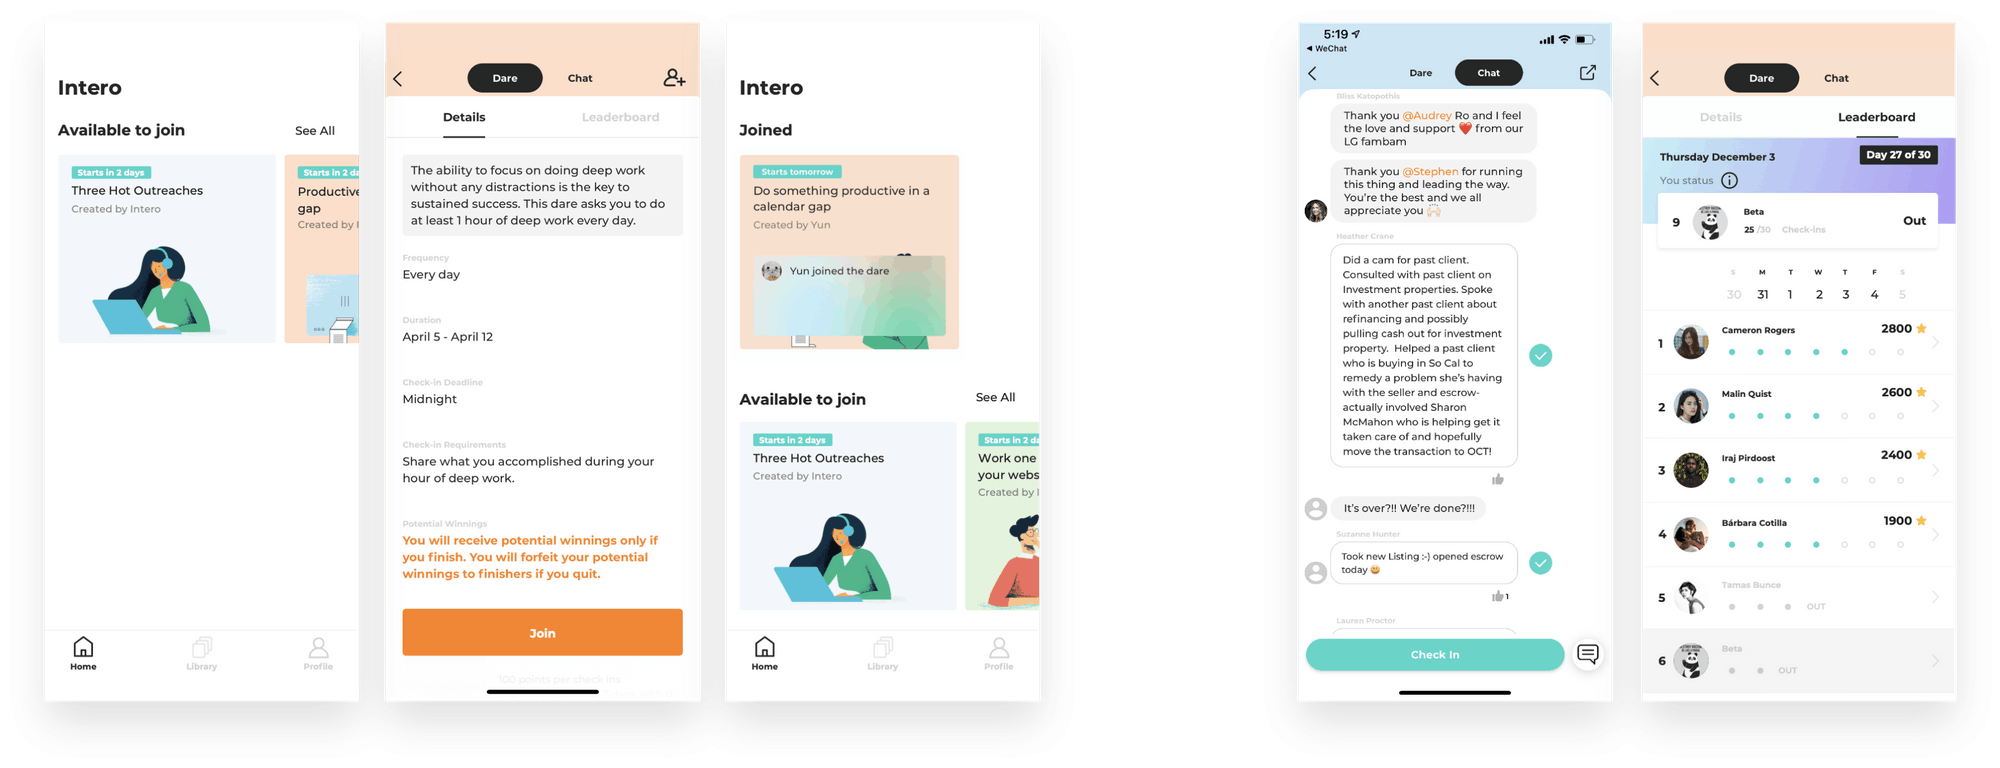 Intero
Available to join
See All
Starts in 2 days
Three Hot Outreaches
Created by Intero
Starts in 2 da
Productive
gap
Created by I
Home
Library
Profile
Dare
Chat
Details
Leaderboard
The ability to focus on doing deep work
without any distractions is the key to
sustained success. This dare asks you to do
at least 1 hour of deep work every day.
Frequency
Every day
Duration
April 5 - April 12
Check-in Deadline
Midnight
Check-in Requirements
Share what you accomplished during your
hour of deep work.
Potential Winnings
You will receive potential winnings only if
you finish. You will forfeit your potential
winnings to finishers if you quit.
Join
100 points per check ins
Intero
Joined
Starts tomorrow
Do something productive in a
calendar gap
Created by Yun
Yun joined the dare
Available to join
See All
Starts in 2 days
Three Hot Outreaches
Created by Intero
Starts in 2 da
Work one
your webs
Created by I
Home
Library
Profile
5:19
WeChat
Dare
Chat
Bliss Katopothis
Thank you @Audrey Ro and I feel
the love and support ❤️ from our
LG fambam
Thank you @Stephen for running
this thing and leading the way.
You're the best and we all
appreciate you 🙌🏻
Heather Crane
Did a cam for past client.
Consulted with past client on
Investment properties. Spoke
with another past client about
refinancing and possibly
pulling cash out for investment
property. Helped a past client
who is buying in So Cal to
remedy a problem she's having
with the seller and escrow-
actually involved Sharon
McMahon who is helping get it
taken care of and hopefully
move the transaction to OCT!
It's over?!! We're done?!!!
Suzanne Hunter
Took new Listing :-) opened escrow
today 😀
1
Lauren Proctor
Check In
Dare
Chat
Details
Leaderboard
Thursday December 3
Day 27 of 30
You status
9
Beta
25 /30 Check-ins
Out
S M T W T F S
30 31 1 2 3 4 5
1 Cameron Rogers 2800
2 Malin Quist 2600
3 Iraj Pirdoost 2400
4 Bárbara Cotilla 1900
5 Tamas Bunce
OUT
6 Beta
OUT